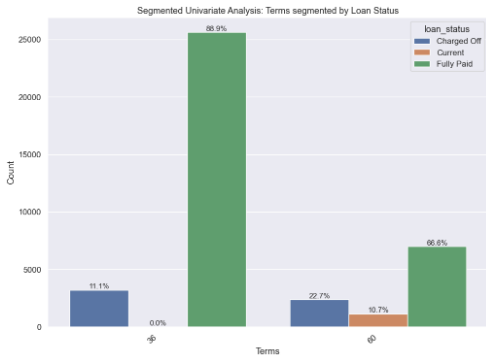 Segmented Univariate Analysis: Terms segmented by Loan Status
loan_status
Charged Off
Current
Fully Paid
Count
25000
20000
15000
10000
5000
0
88.9%
11.1%
0.0%
66.6%
22.7%
10.7%
36
60
Terms